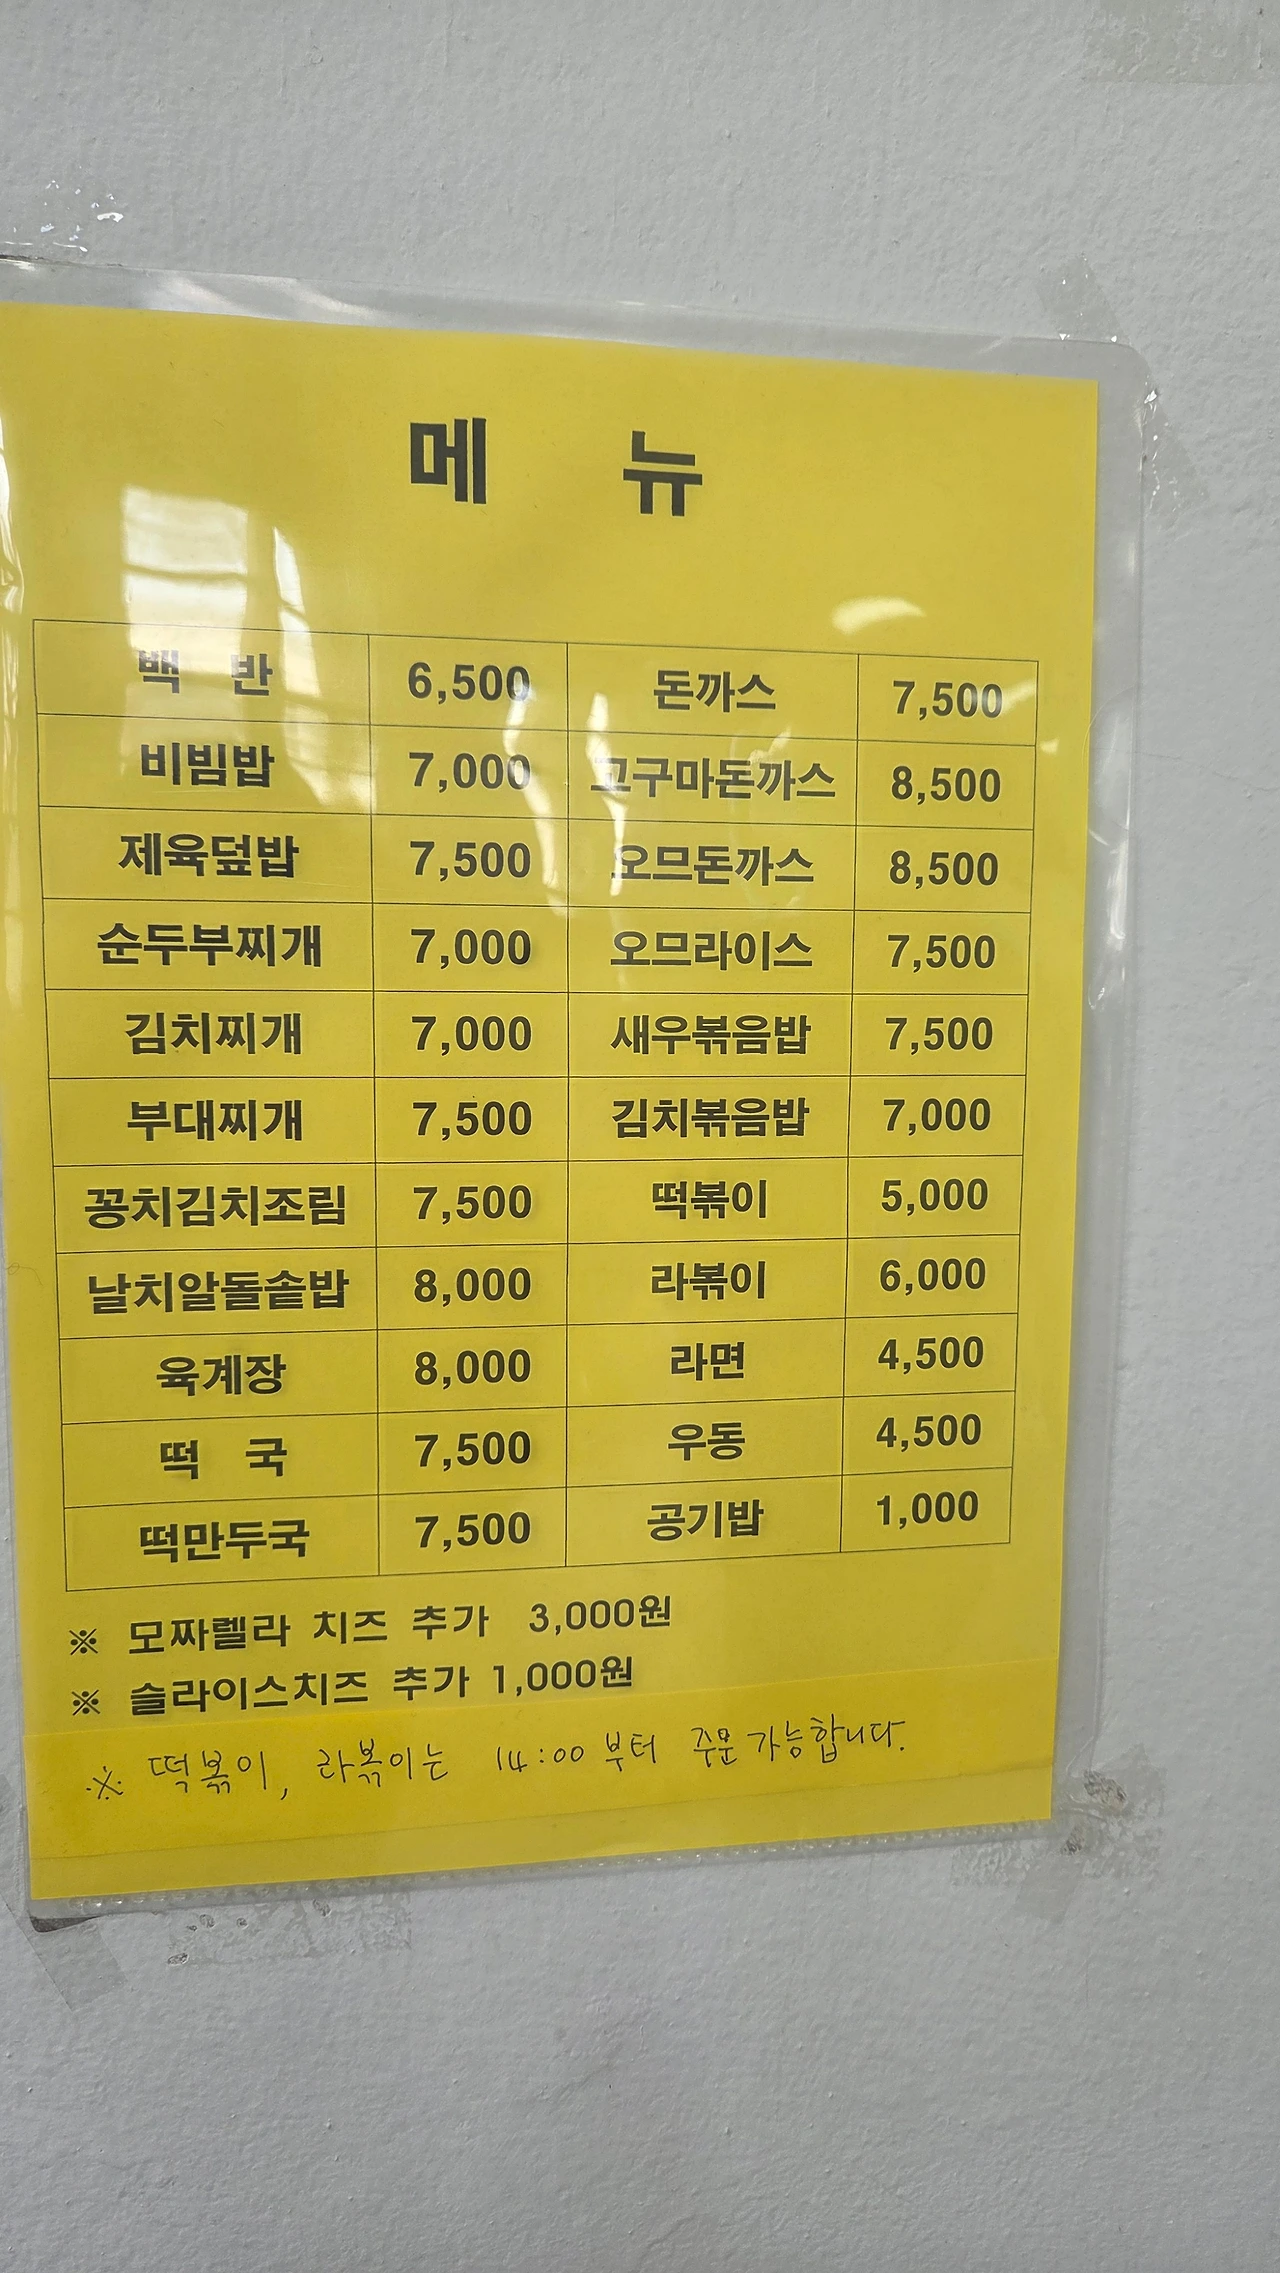 메 뉴
백 반 6,500 돈까스 7,500
비빔밥 7,000 고구마돈까스 8,500
제육덮밥 7,500 오므돈까스 8,500
순두부찌개 7,000 오므라이스 7,500
김치찌개 7,000 새우볶음밥 7,500
부대찌개 7,500 김치볶음밥 7,000
꽁치김치조림 7,500 떡볶이 5,000
날치알돌솥밥 8,000 라볶이 6,000
육계장 8,000 라면 4,500
떡 국 7,500 우동 4,500
떡만두국 7,500 공기밥 1,000
※ 모짜렐라 치즈 추가 3,000원
※ 슬라이스치즈 추가 1,000원
※ 떡볶이, 라볶이는 14:00 부터 주문가능합니다.